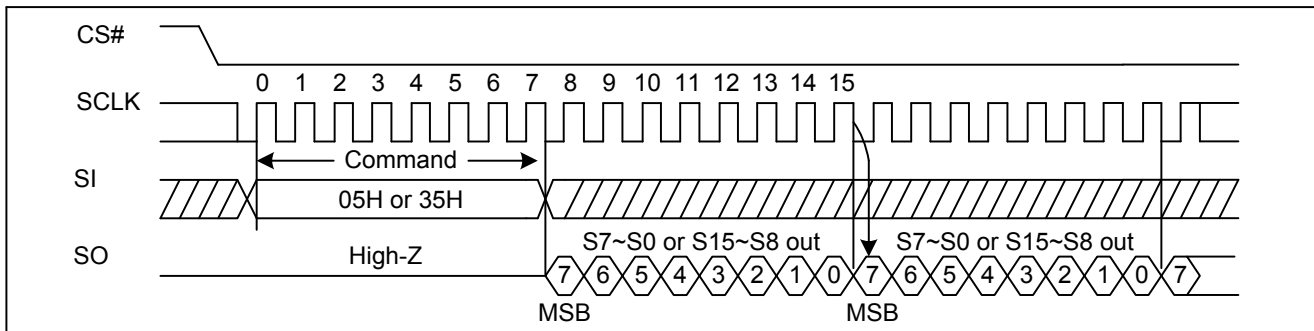 CS#
0 1 2 3 4 5 6 7 8 9 10 11 12 13 14 15
SCLK
Command
SI
05H or 35H
S7~S0 or S15~S8 out S7~S0 or S15~S8 out
SO High-Z
7 6 5 4 3 2 1 0 7 6 5 4 3 2 1 0 7
MSB MSB